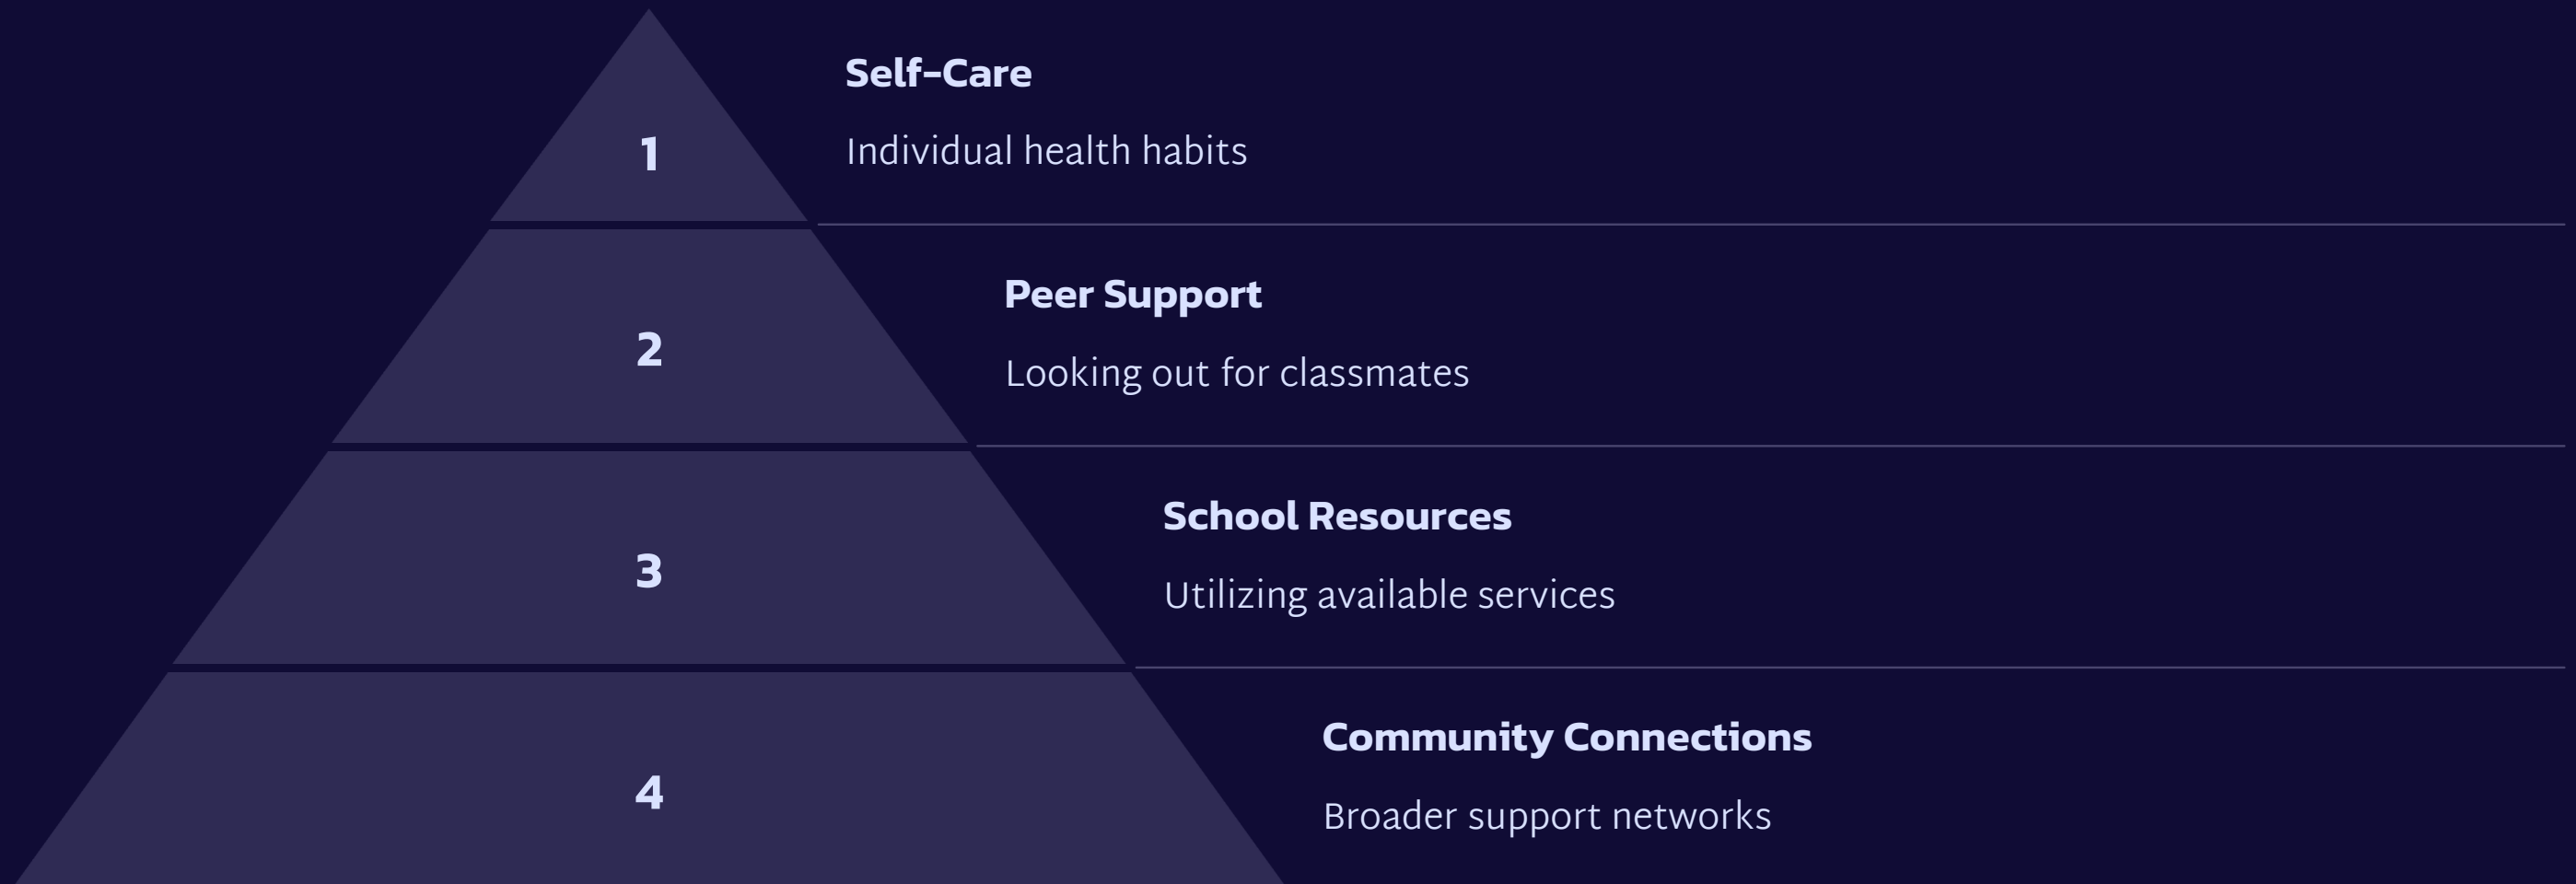 Self-Care
Individual health habits
1
Peer Support
Looking out for classmates
2
School Resources
Utilizing available services
3
Community Connections
Broader support networks
4